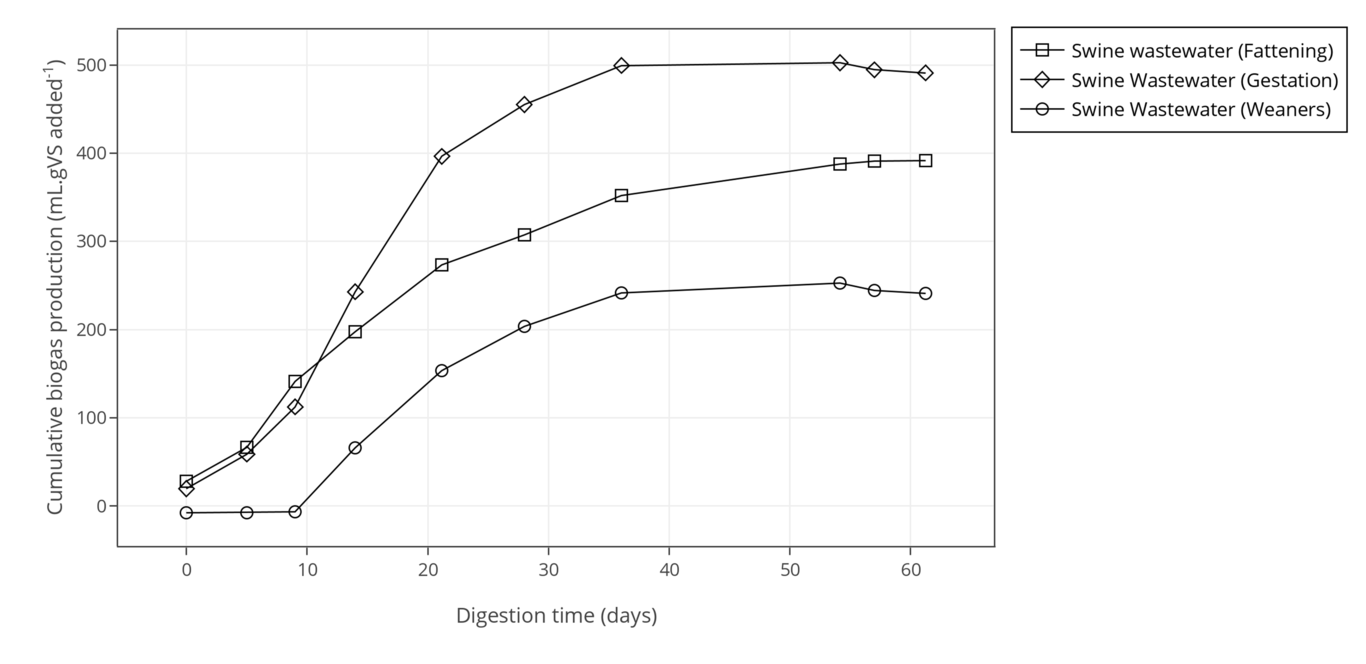 Swine wastewater (Fattening)
Swine Wastewater (Gestation)
Swine Wastewater (Weaners)
Cumulative biogas production (mL.gVS added-1)
500
400
300
200
100
0
0 10 20 30 40 50 60
Digestion time (days)